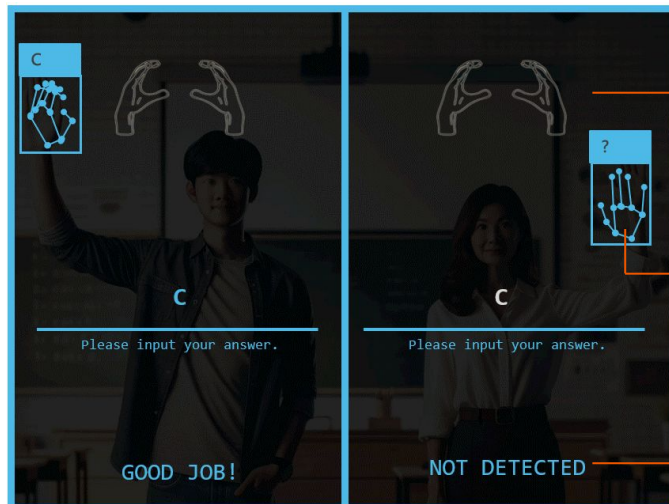 C
C
Please input your answer.
GOOD JOB!
?
C
Please input your answer.
NOT DETECTED